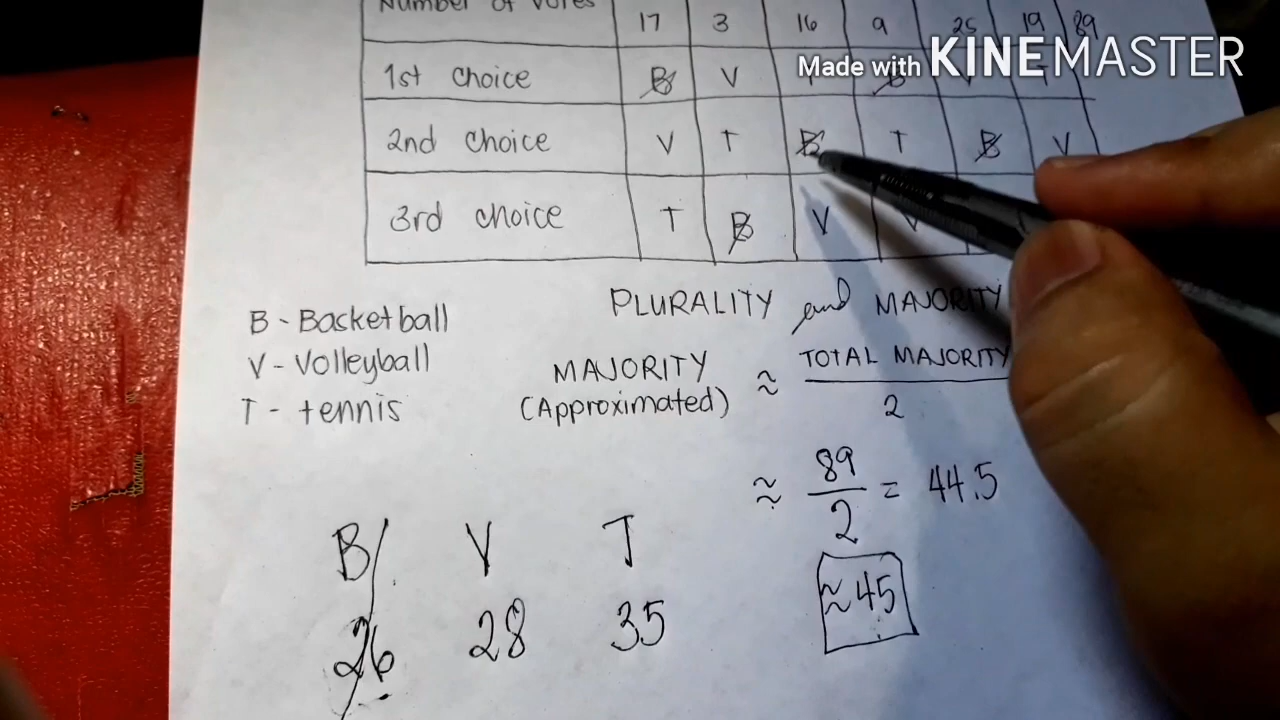 Number of Votes 17 3 16 9 25 19 89
Made with KINEMASTER
1st Choice B V T B V T
2nd Choice V T B T B V
3rd Choice T B V V
PLURALITY and MAJORITY
B - Basketball
V - Volleyball
T - tennis
MAJORITY (Approximated) ≈ TOTAL MAJORITY / 2
≈ 89 / 2 = 44.5
≈ 45
B V T
26 28 35